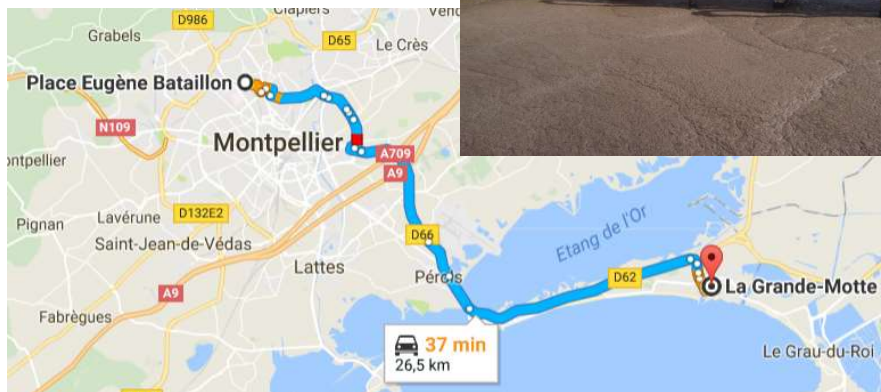 D986
Clapiers
Vend
Grabels
D65
Le Crès
Place Eugène Bataillon
N109
Montpellier
A709
ontpellier
A9
Pignan
Lavérune
D132E2
Etang de l'Or
Saint-Jean-de-Védas
D66
Lattes
Pérols
D62
La Grande-Motte
A9
Fabrègues
37 min
26,5 km
Le Grau-du-Roi